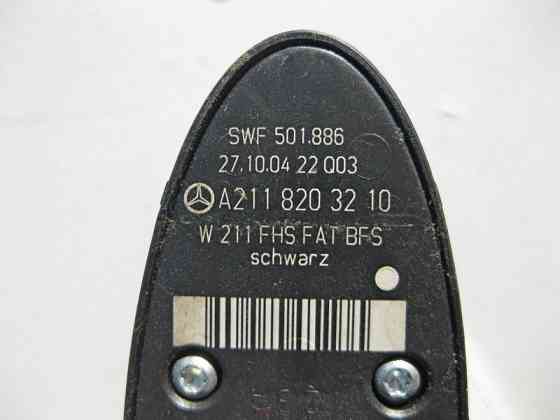 SWF 501.886
27.10.04 22 Q03
A211 820 32 10
W 211 FHS FAT BFS
schwarz